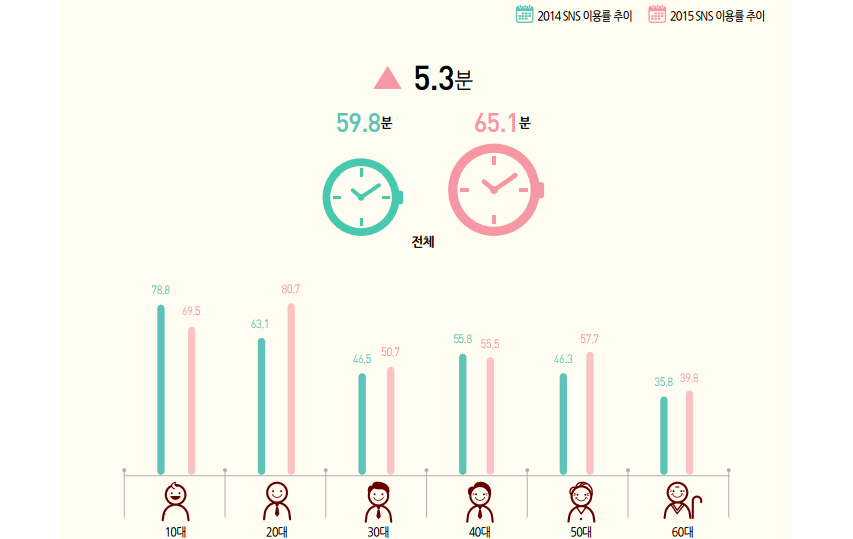 2014 SNS 이용률 추이 2015 SNS 이용률 추이
▲ 5.3분
59.8분 65.1분
전체
78.8 69.5 63.1 80.7 46.5 50.7 55.8 55.5 46.3 57.7 35.8 39.8
10대 20대 30대 40대 50대 60대